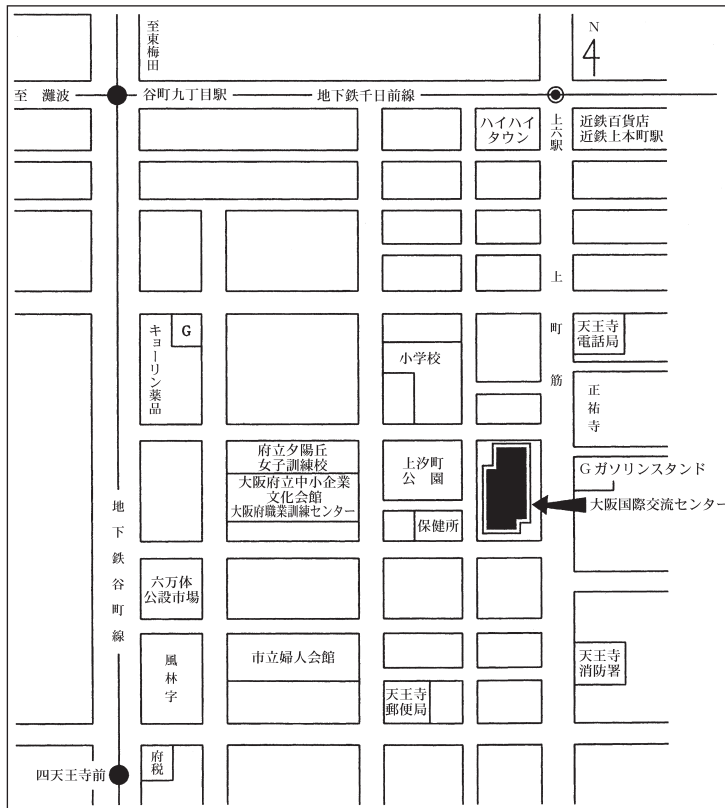 至東梅田
N
至 灘波
谷町九丁目駅
地下鉄千日前線
ハイハイ
タウン
上六駅
近鉄百貨店
近鉄上本町駅
上町筋
キョーリン薬品
G
小学校
天王寺
電話局
正祐寺
府立夕陽丘
女子訓練校
大阪府立中小企業
文化会館
大阪府職業訓練センター
上汐町
公園
保健所
Gガソリンスタンド
大阪国際交流センター
地下鉄谷町線
六万体
公設市場
風林字
市立婦人会館
天王寺
郵便局
天王寺
消防署
四天王寺前
府税